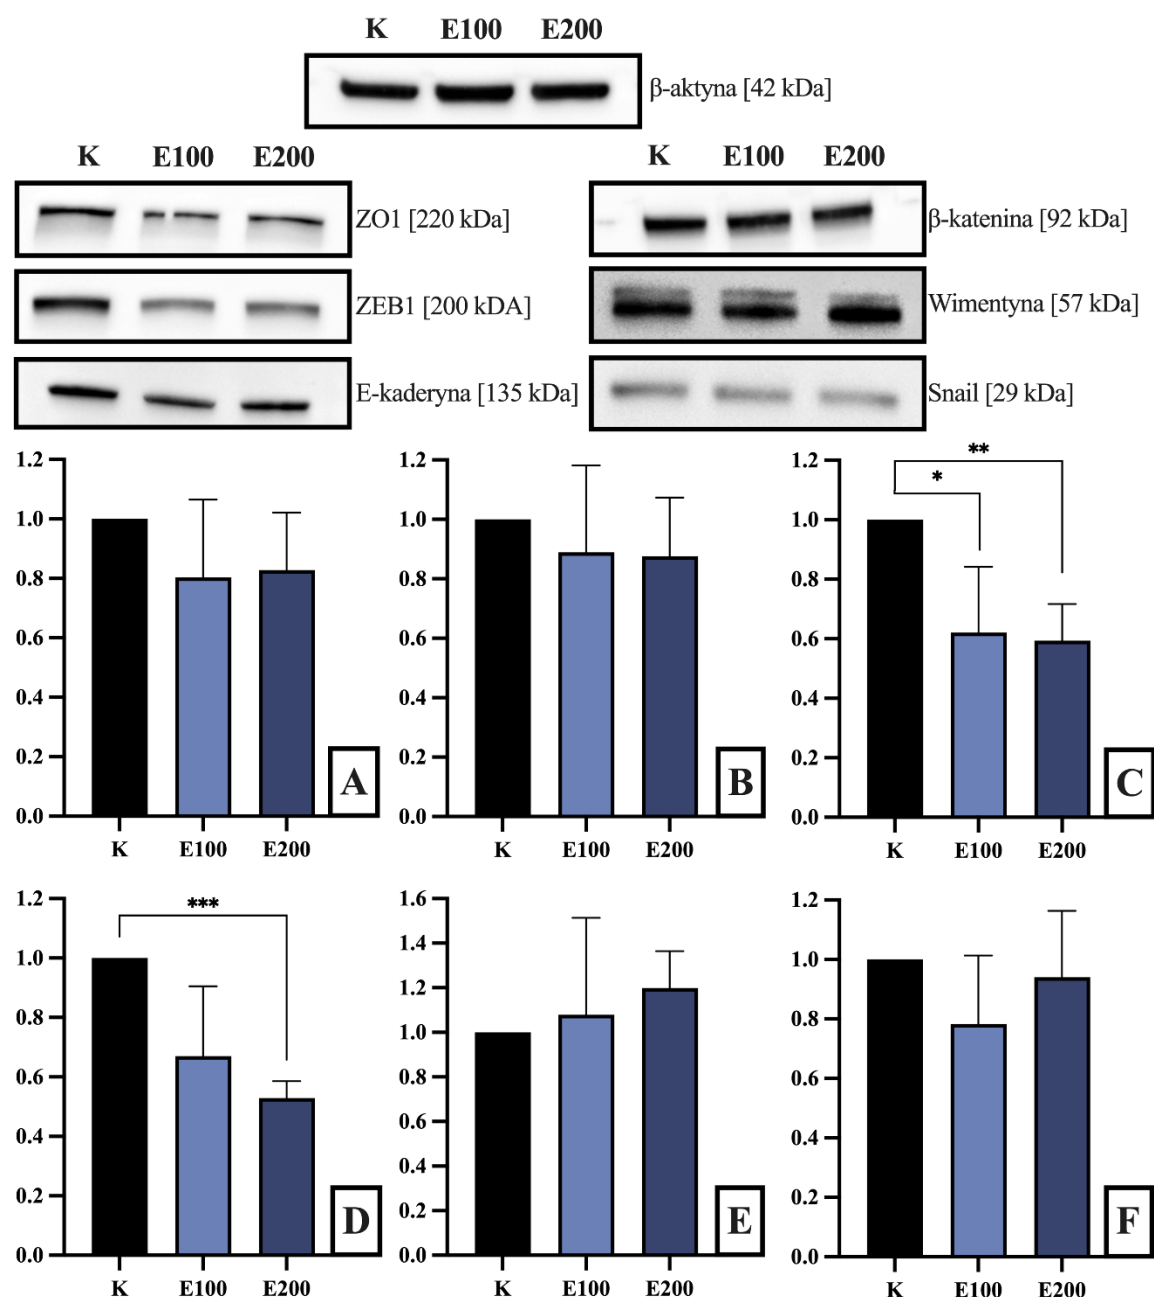 K E100 E200
β-aktyna [42 kDa]
K E100 E200
K E100 E200
ZO1 [220 kDa]
β-katenina [92 kDa]
ZEB1 [200 kDA]
Wimentyna [57 kDa]
E-kaderyna [135 kDa]
Snail [29 kDa]
1.2
1.0
0.8
0.6
0.4
0.2
0.0
K E100 E200
A
1.2
1.0
0.8
0.6
0.4
0.2
0.0
K E100 E200
B
**
*
1.2
1.0
0.8
0.6
0.4
0.2
0.0
K E100 E200
C
***
1.2
1.0
0.8
0.6
0.4
0.2
0.0
K E100 E200
D
1.6
1.4
1.2
1.0
0.8
0.6
0.4
0.2
0.0
K E100 E200
E
1.2
1.0
0.8
0.6
0.4
0.2
0.0
K E100 E200
F